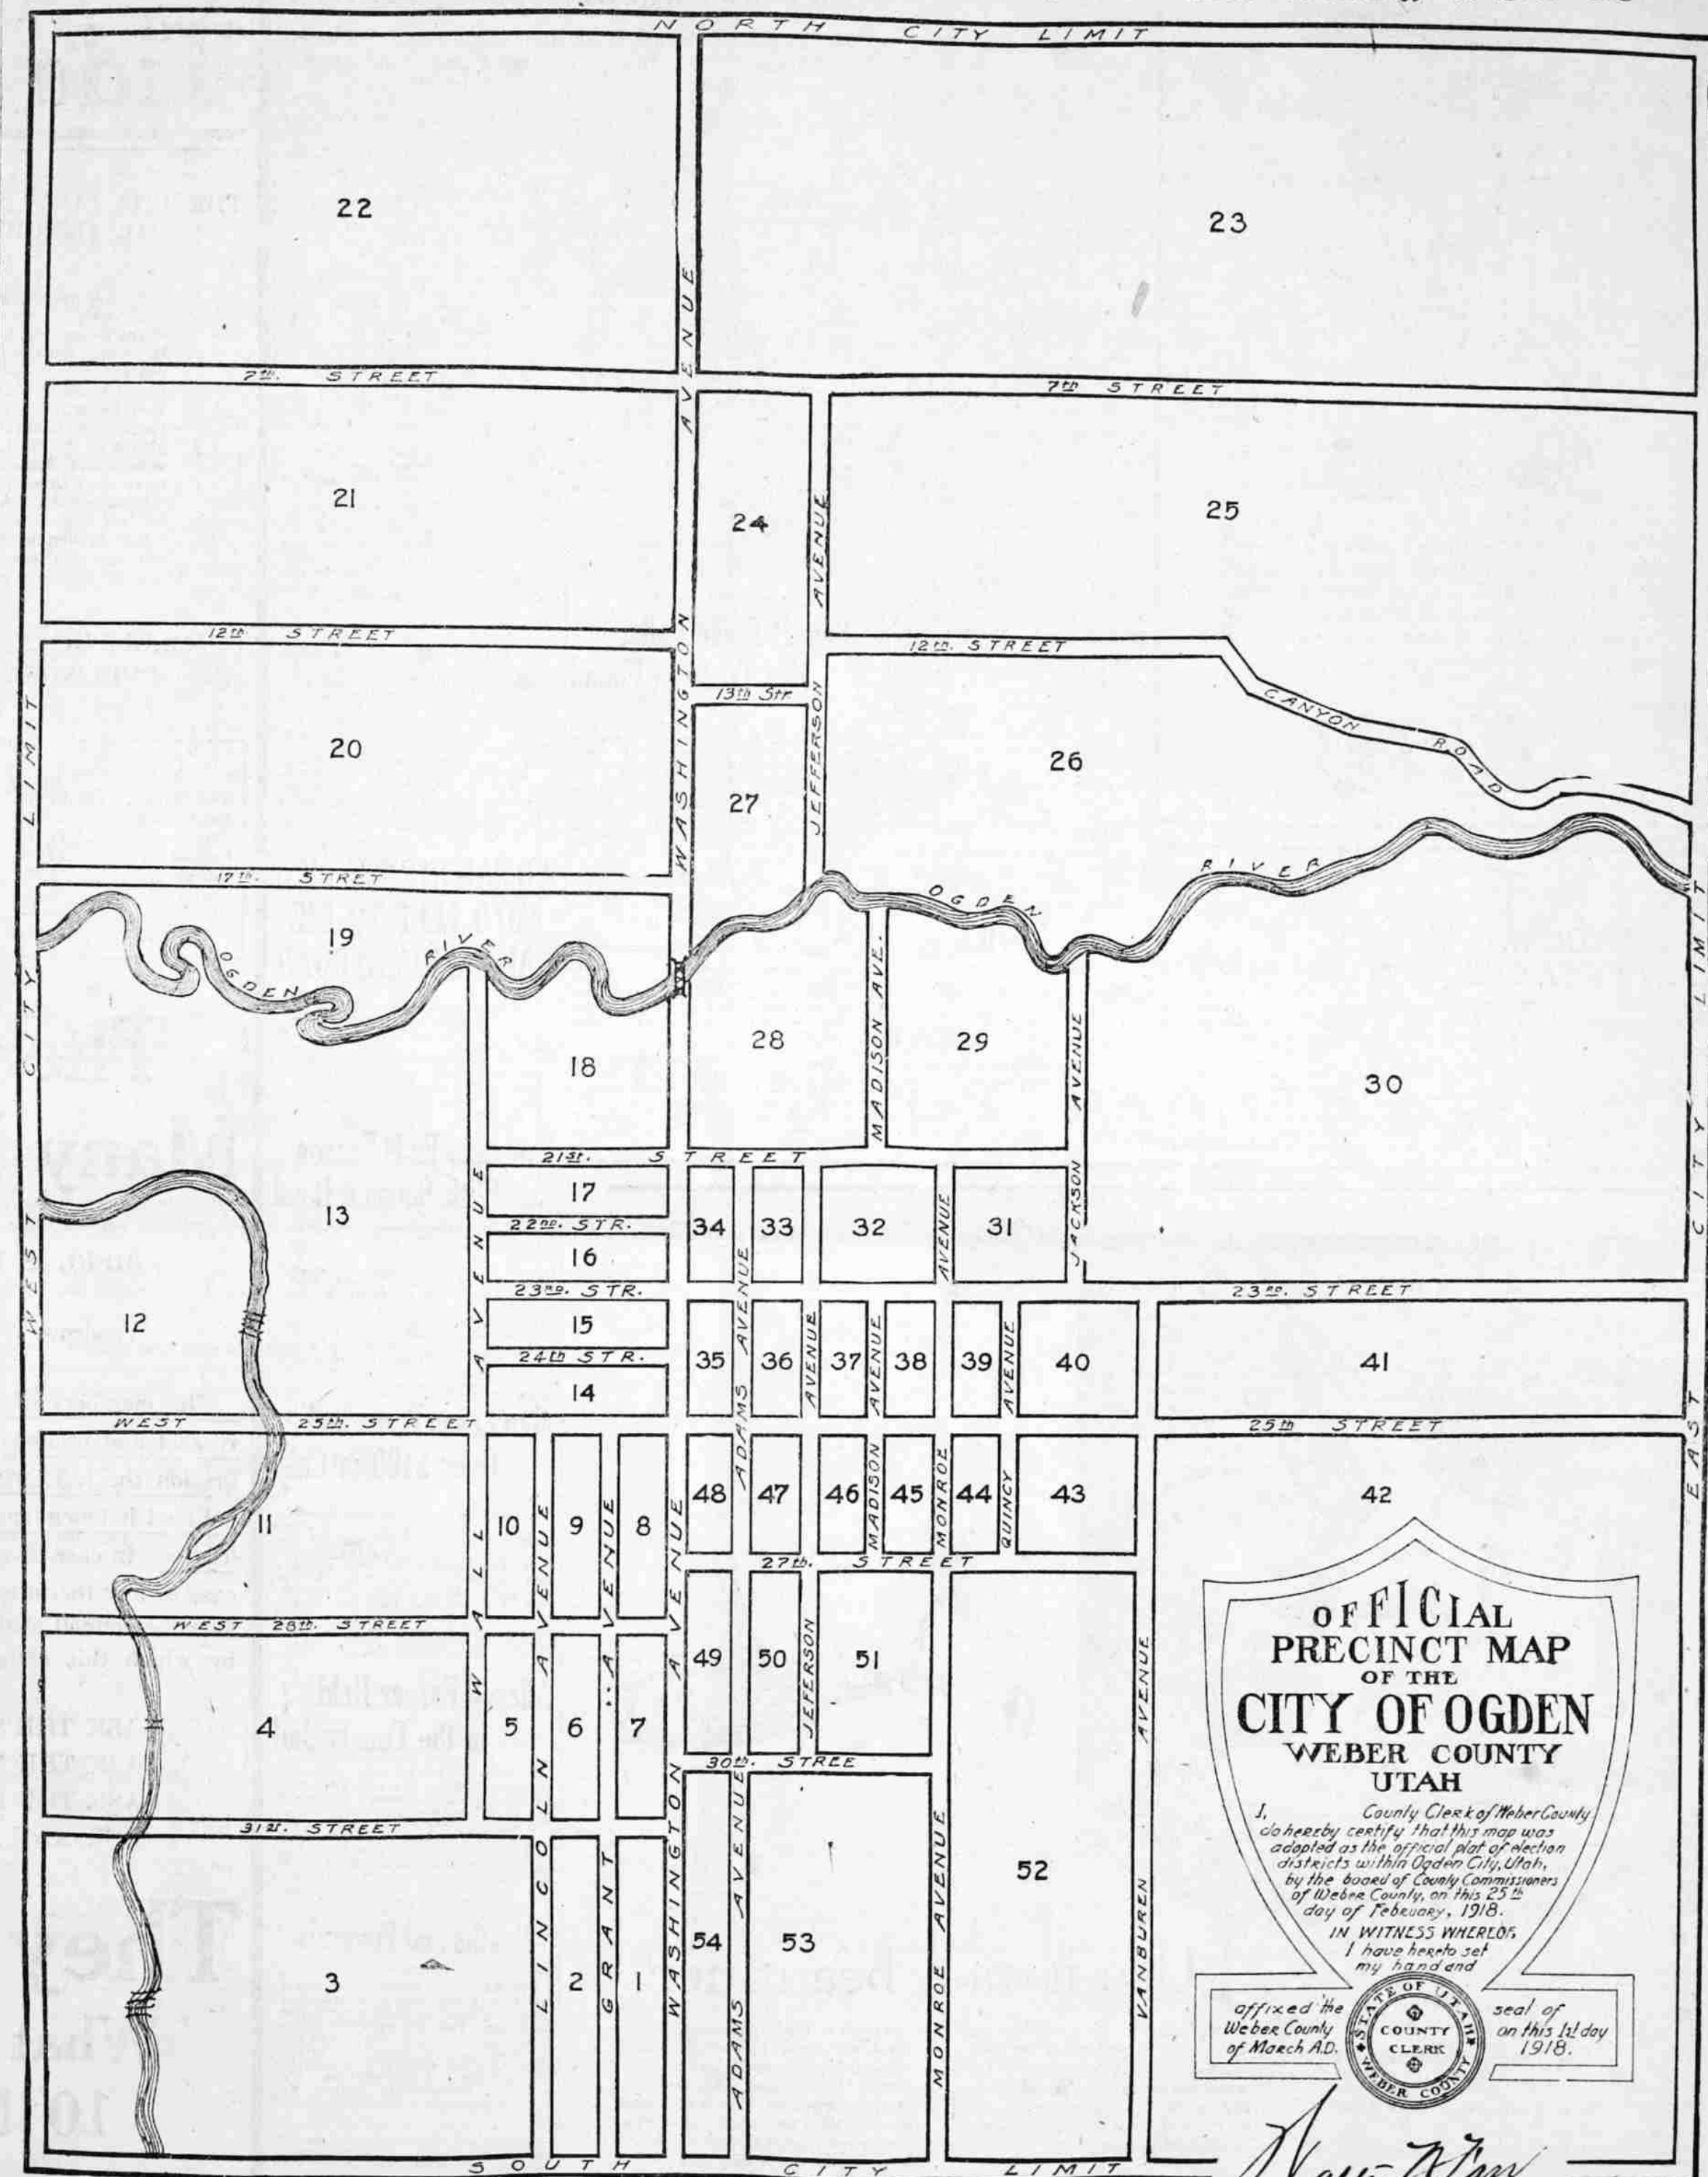 NORTH CITY LIMIT
22
23
7th. STREET
7th STREET
WASHINGTON AVENUE
21
24
25
JEFFERSON AVENUE
12th STREET
12th. STREET
13th Str
CANYON ROAD
WEST CITY LIMIT
20
27
26
17th. STRET
OGDEN RIVER
OGDEN RIVER
19
18
28
MADISON AVE.
29
JACKSON AVENUE
30
EAST CITY LIMIT
21st. STREET
13
12
17
22nd. STR.
16
23rd. STR.
15
24th STR.
14
34
33
32
AVENUE
31
23rd. STREET
35
ADAMS AVENUE
36
AVENUE
37
AVENUE
38
39
AVENUE
40
41
WEST 25th. STREET
25th STREET
WALL AVENUE
11
10
9
8
48
47
46
MADISON
45
MONROE
44
QUINCY
43
42
27th. STREET
WEST 28th. STREET
4
5
LINCOLN AVENUE
6
GRANT AVENUE
7
WASHINGTON AVENUE
49
50
JEFERSON
51
30th. STREE
31st. STREET
3
2
1
54
ADAMS AVENUE
53
MONROE AVENUE
52
VANBUREN AVENUE
SOUTH CITY LIMIT
OFFICIAL
PRECINCT MAP
OF THE
CITY OF OGDEN
WEBER COUNTY
UTAH
I, County Clerk of Weber County
do hereby certify that this map was
adopted as the official plat of election
districts within Ogden City, Utah,
by the board of County Commissioners
of Weber County, on this 25th
day of February, 1918.
IN WITNESS WHEREOF,
I have hereto set
my hand and
affixed the seal of
Weber County on this 1st day
of March A.D. 1918.
STATE OF UTAH
COUNTY
CLERK
WEBER COUNTY